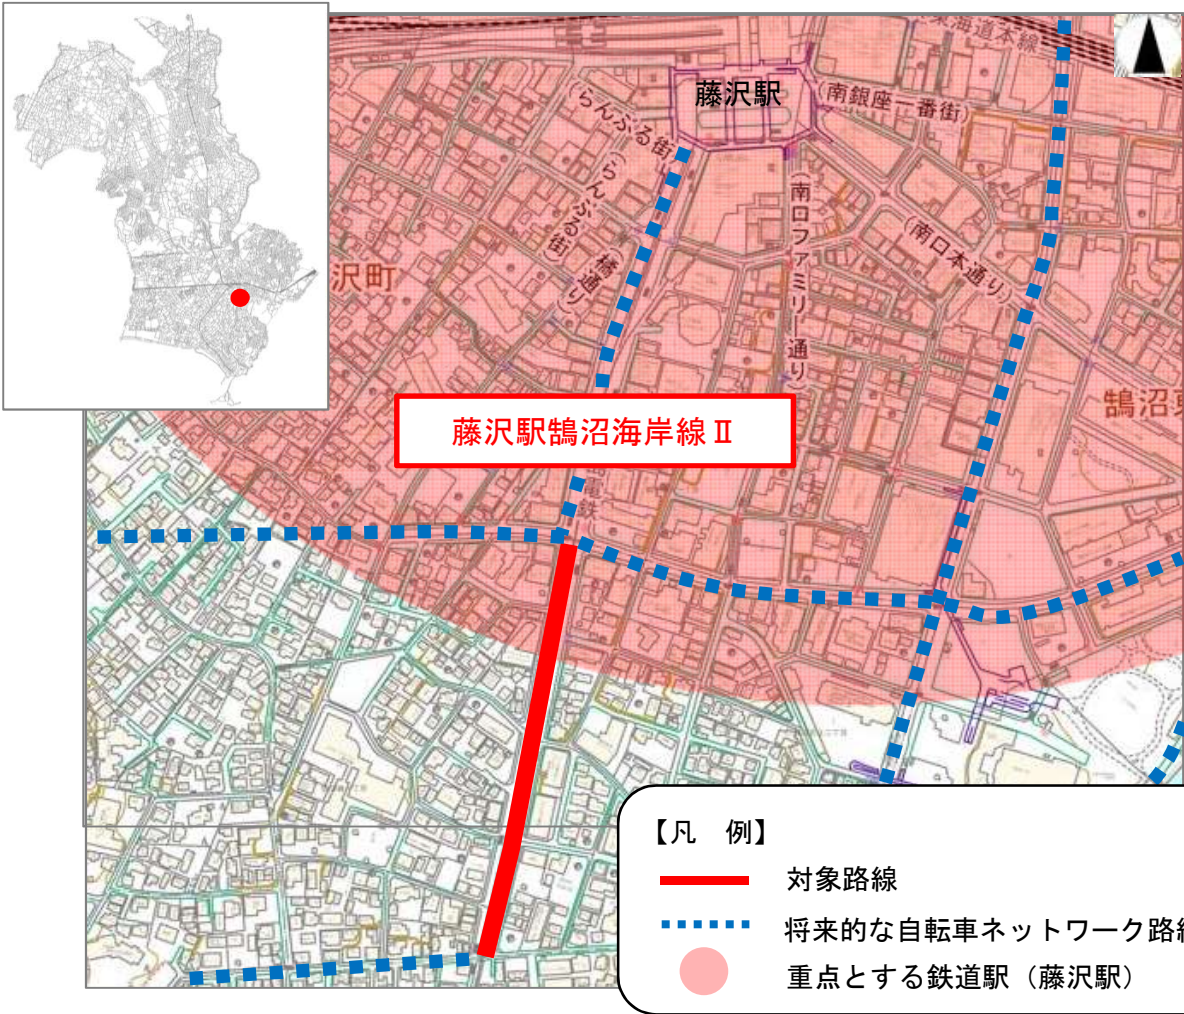 東海道本線
藤沢駅
(南銀座一番街)
(らんぶる街)
(らんぶる街
(橘通り)
(南口ファミリー通り)
(南口本通り)
沢町
鵠沼東
藤沢駅鵠沼海岸線Ⅱ
【凡 例】
対象路線
将来的な自転車ネットワーク路線
重点とする鉄道駅（藤沢駅）